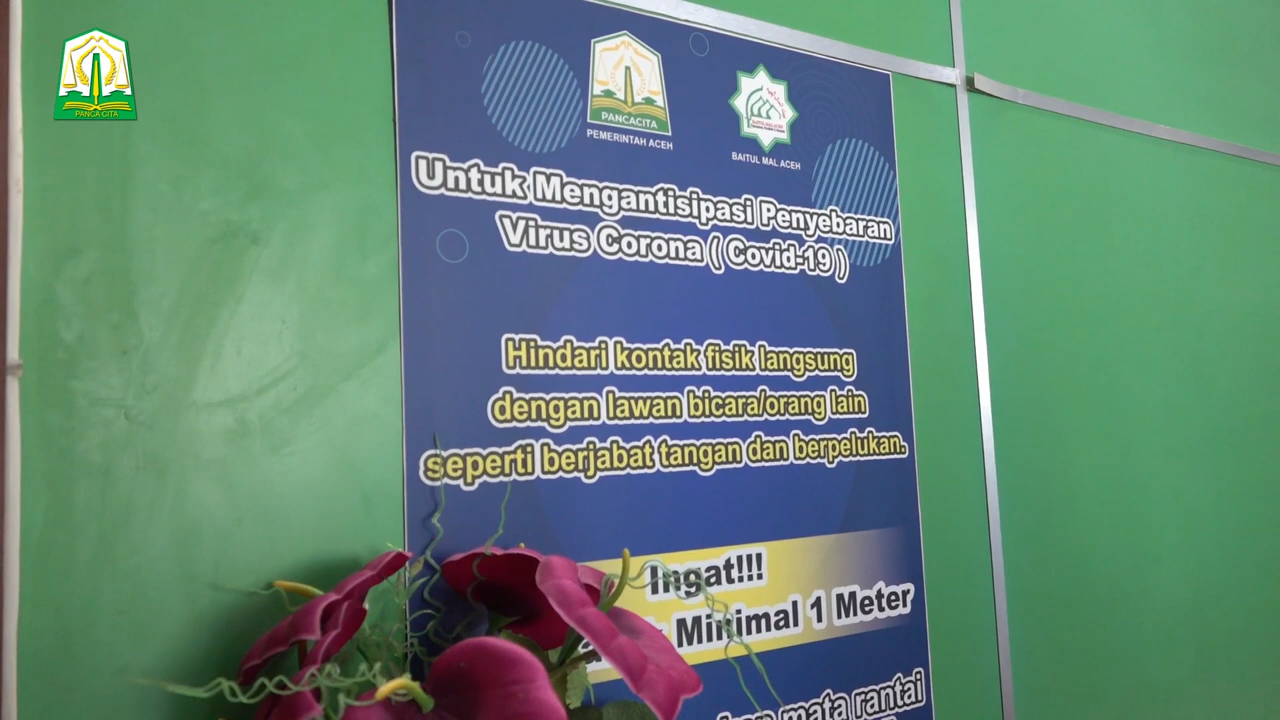 PANCA CITA
PANCACITA
PEMERINTAH ACEH
BAITUL MAL ACEH
Untuk Mengantisipasi Penyebaran
Virus Corona ( Covid-19 )
Hindari kontak fisik langsung
dengan lawan bicara/orang lain
seperti berjabat tangan dan berpelukan.
Ingat!!!
Minimal 1 Meter
mata rantai